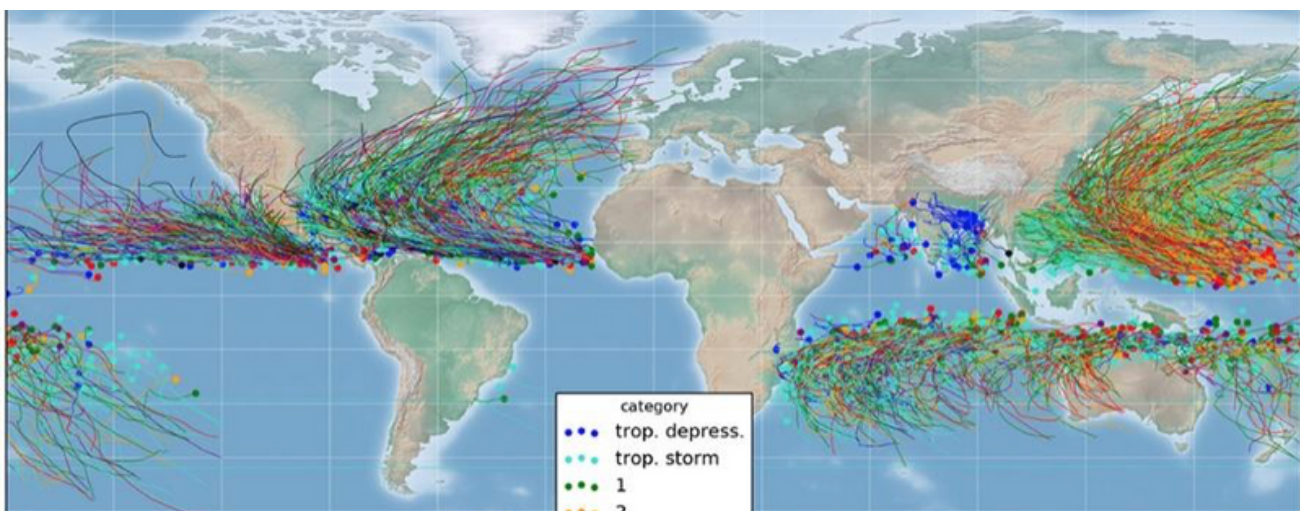 category
trop. depress.
trop. storm
1